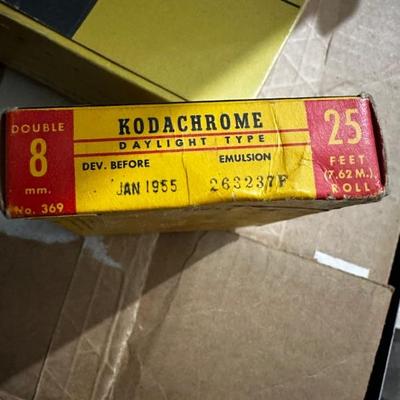 DOUBLE
8
mm.
No. 369
KODACHROME
DAYLIGHT TYPE
DEV. BEFORE EMULSION
JAN 1955 263237F
25
FEET
(7,62 M.)
ROLL